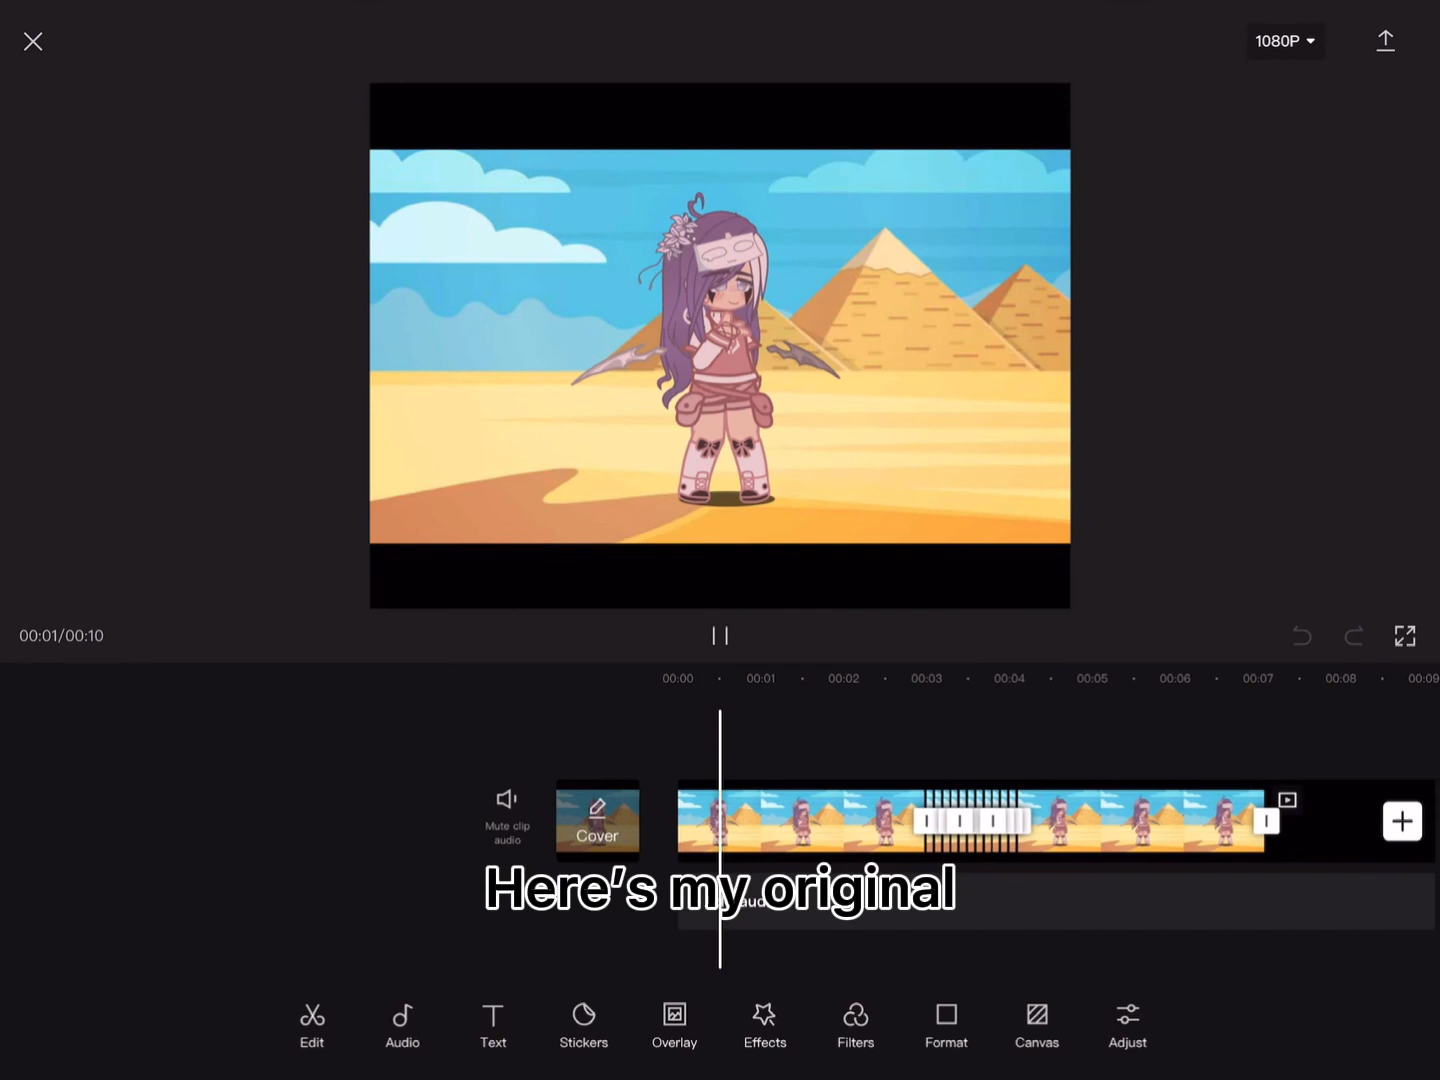 1080P
00:01/00:10
00:00 00:01 00:02 00:03 00:04 00:05 00:06 00:07 00:08 00:09
Mute clip
audio
Cover
Here's my original
Edit Audio Text Stickers Overlay Effects Filters Format Canvas Adjust